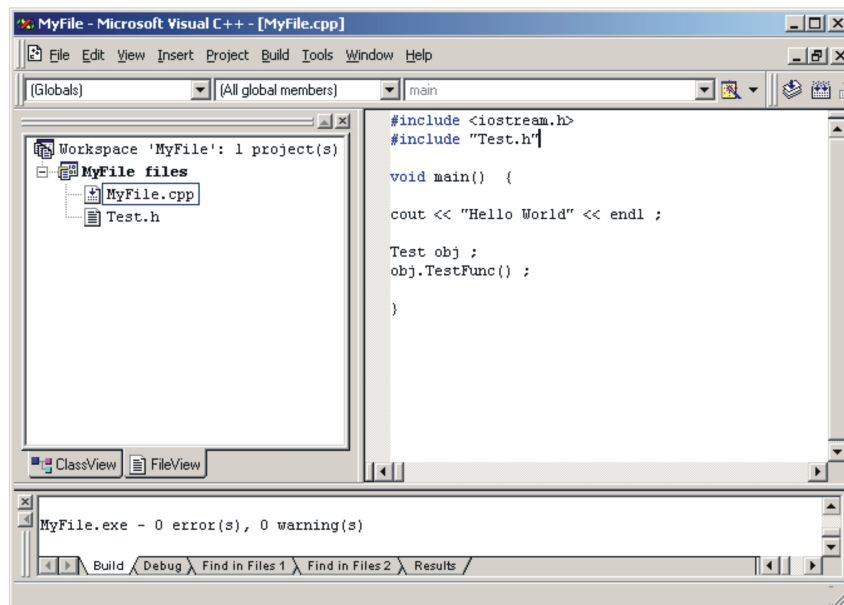 MyFile - Microsoft Visual C++ - [MyFile.cpp]
File Edit View Insert Project Build Tools Window Help
(Globals) (All global members) main
Workspace 'MyFile': 1 project(s)
MyFile files
MyFile.cpp
Test.h
ClassView FileView
#include <iostream.h>
#include "Test.h"
void main() {
cout << "Hello World" << endl ;
Test obj ;
obj.TestFunc() ;
}
MyFile.exe - 0 error(s), 0 warning(s)
Build Debug Find in Files 1 Find in Files 2 Results